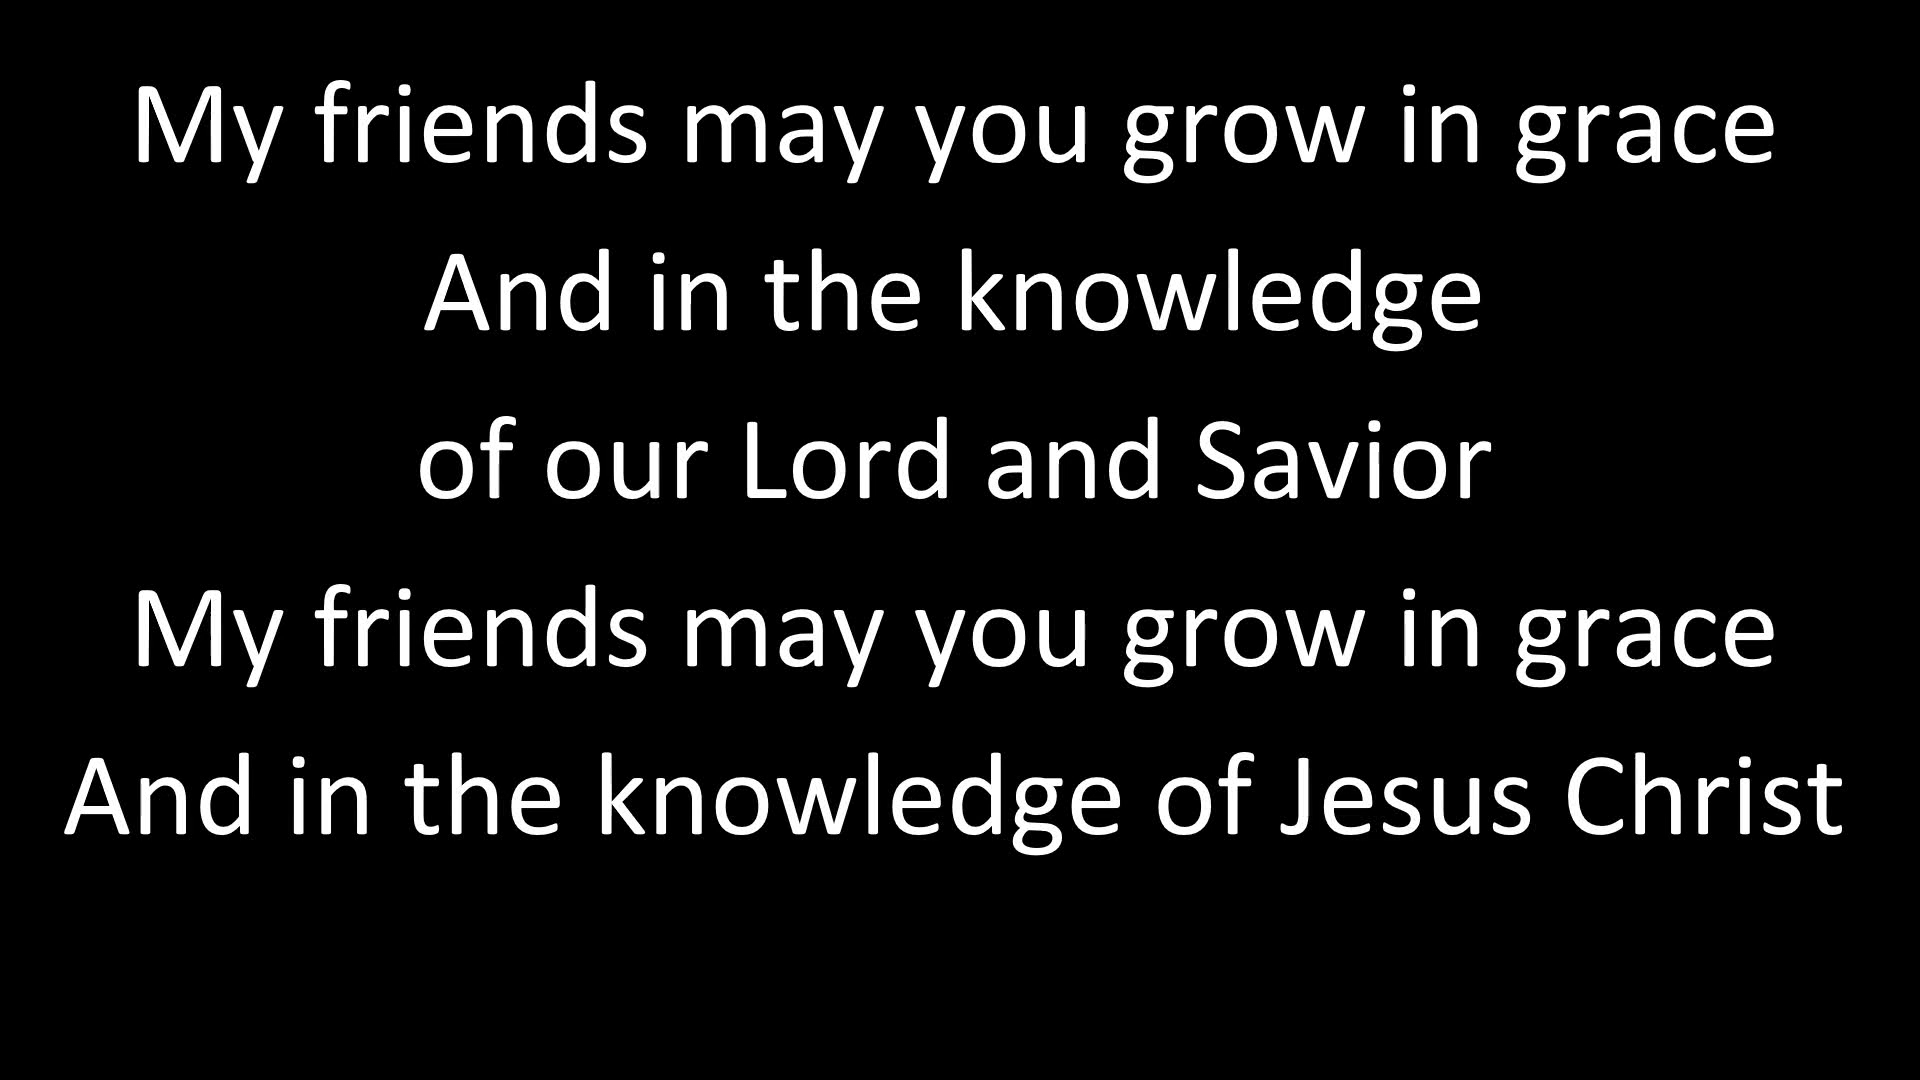 My friends may you grow in grace
And in the knowledge
of our Lord and Savior
My friends may you grow in grace
And in the knowledge of Jesus Christ